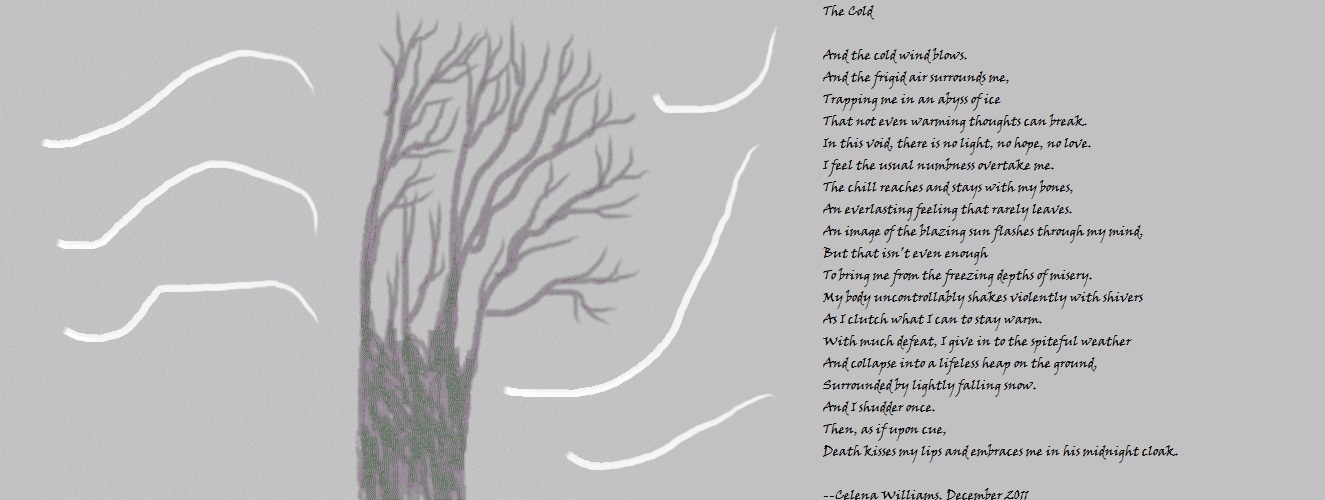 The Cold
And the cold wind blows.
And the frigid air surrounds me,
Trapping me in an abyss of ice
That not even warming thoughts can break.
In this void, there is no light, no hope, no love.
I feel the usual numbness overtake me.
The chill reaches and stays with my bones,
An everlasting feeling that rarely leaves.
An image of the blazing sun flashes through my mind,
But that isn't even enough
To bring me from the freezing depths of misery.
My body uncontrollably shakes violently with shivers
As I clutch what I can to stay warm.
With much defeat, I give in to the spiteful weather
And collapse into a lifeless heap on the ground,
Surrounded by lightly falling snow.
And I shudder once.
Then, as if upon cue,
Death kisses my lips and embraces me in his midnight cloak.
--Celena Williams, December 2011